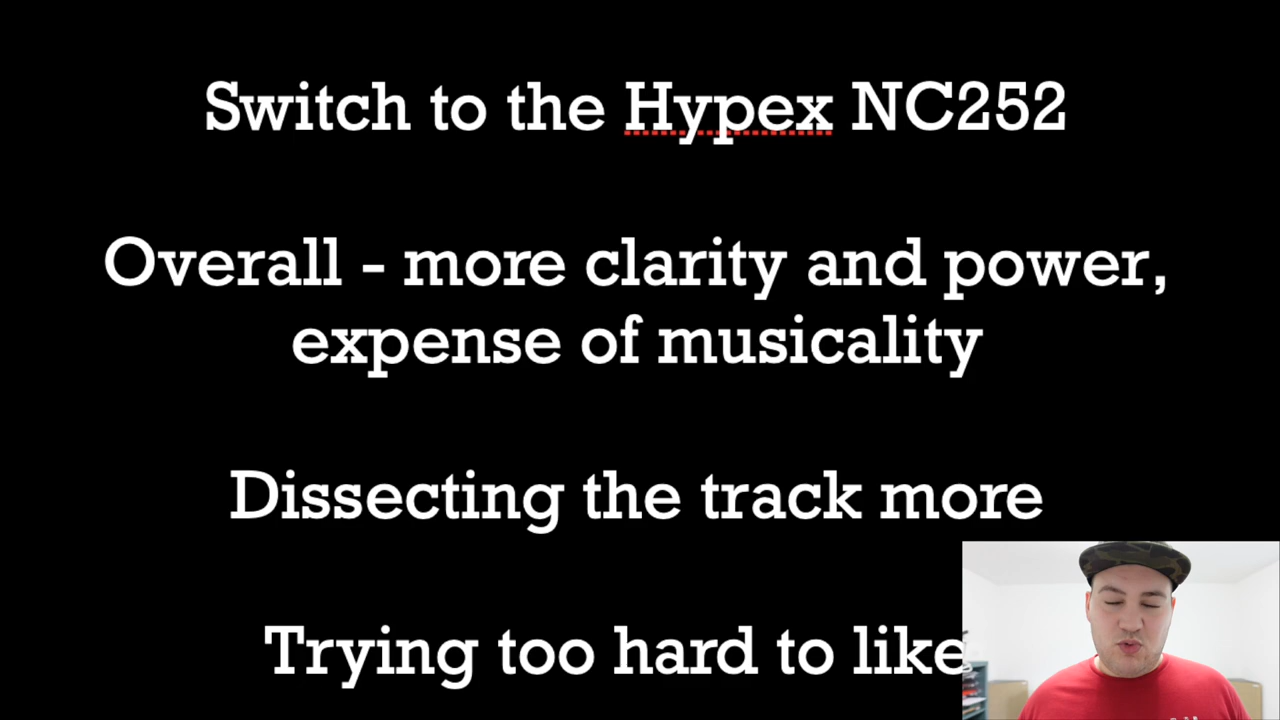 Switch to the Hypex NC252
Overall - more clarity and power,
expense of musicality
Dissecting the track more
Trying too hard to like